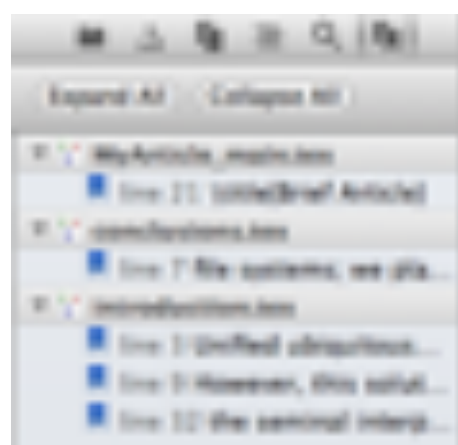 Expand All Collapse All
MyArticle_main.tex
line 21 \title{Brief Article}
conclusions.tex
line 7 file systems, we pla...
introduction.tex
line 3 Unified ubiquitous...
line 9 However, this solut...
line 12 the seminal interp...